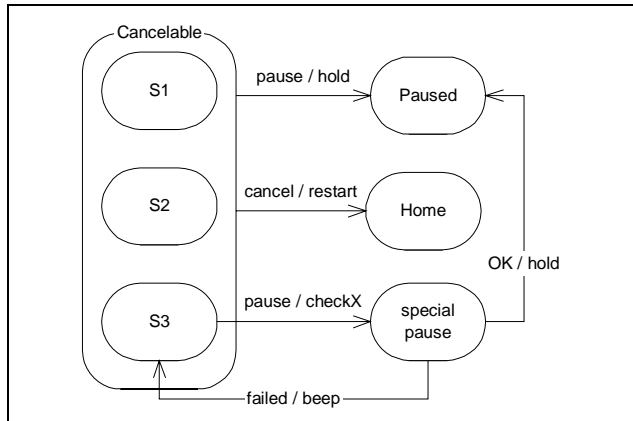 Cancelable
S1
pause / hold
Paused
S2
cancel / restart
Home
OK / hold
S3
pause / checkX
special
pause
failed / beep